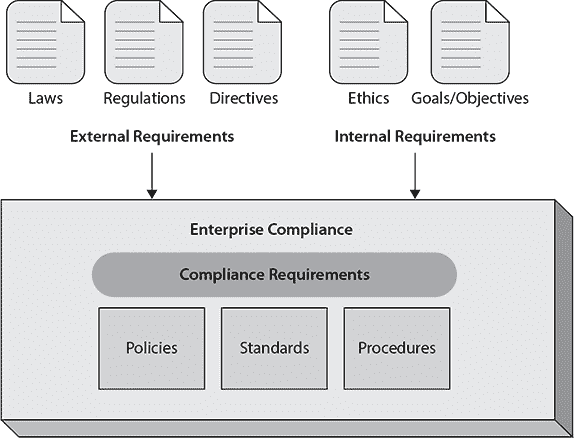 Laws Regulations Directives Ethics Goals/Objectives
External Requirements Internal Requirements
Enterprise Compliance
Compliance Requirements
Policies Standards Procedures